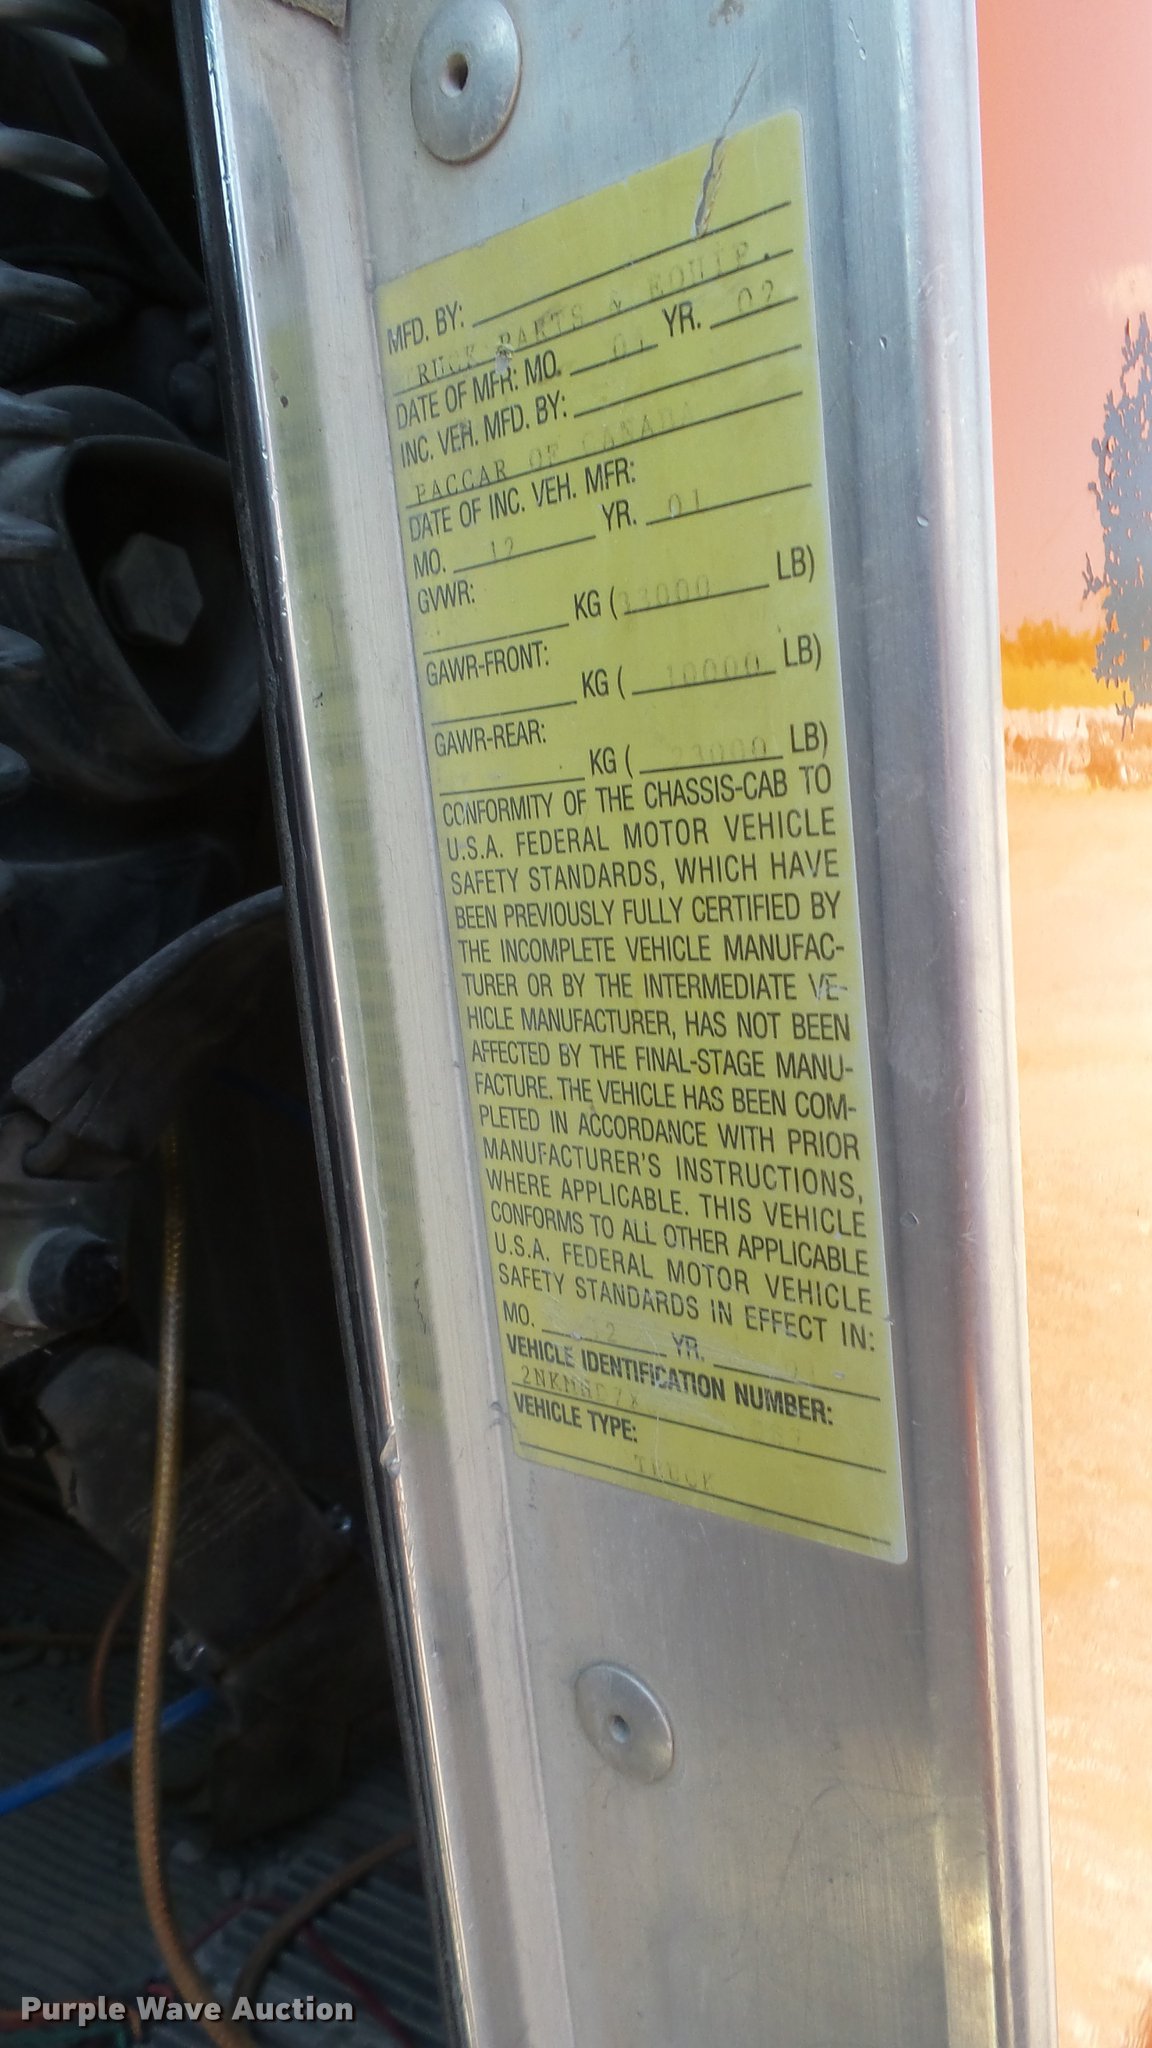 MFD. BY:
TRUCK PARTS & EQUIP.
DATE OF MFR: MO. 01 YR. 02
INC. VEH. MFD. BY:
PACCAR OF CANADA
DATE OF INC. VEH. MFR:
MO. 12 YR. 01
GVWR:
KG (33000 LB)
GAWR-FRONT:
KG ( 10000 LB)
GAWR-REAR:
KG ( 23000 LB)
CONFORMITY OF THE CHASSIS-CAB TO
U.S.A. FEDERAL MOTOR VEHICLE
SAFETY STANDARDS, WHICH HAVE
BEEN PREVIOUSLY FULLY CERTIFIED BY
THE INCOMPLETE VEHICLE MANUFAC-
TURER OR BY THE INTERMEDIATE VE-
HICLE MANUFACTURER, HAS NOT BEEN
AFFECTED BY THE FINAL-STAGE MANU-
FACTURE. THE VEHICLE HAS BEEN COM-
PLETED IN ACCORDANCE WITH PRIOR
MANUFACTURER'S INSTRUCTIONS,
WHERE APPLICABLE. THIS VEHICLE
CONFORMS TO ALL OTHER APPLICABLE
U.S.A. FEDERAL MOTOR VEHICLE
SAFETY STANDARDS IN EFFECT IN:
MO. 12 YR.
VEHICLE IDENTIFICATION NUMBER:
VEHICLE TYPE:
TRUCK
Purple Wave Auction